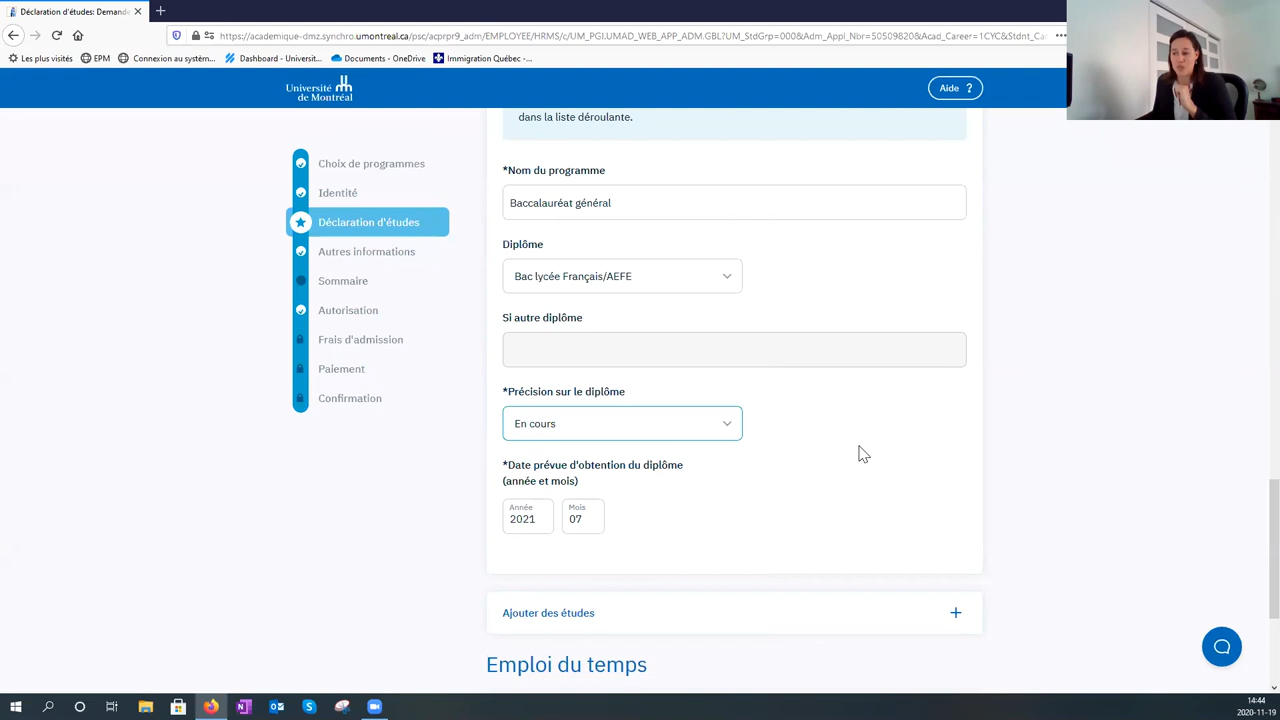 Déclaration d'études: Demande
https://academique-dmz.synchro.umontreal.ca/psc/acprpr9_adm/EMPLOYEE/HRMS/c/UM_PGI.UMAD_WEB_APP_ADM.GBL?UM_StdGrp=000&Adm_Appl_Nbr=50509820&Acad_Career=1CYC&Stdnt_Ca
Les plus visités
EPM
Connexion au systèm...
Dashboard - Universit...
Documents - OneDrive
Immigration Québec -...
Université
de Montréal
Aide ?
dans la liste déroulante.
Choix de programmes
Identité
Déclaration d'études
Autres informations
Sommaire
Autorisation
Frais d'admission
Paiement
Confirmation
*Nom du programme
Baccalauréat général
Diplôme
Bac lycée Français/AEFE
Si autre diplôme
*Précision sur le diplôme
En cours
*Date prévue d'obtention du diplôme
(année et mois)
Année
2021
Mois
07
Ajouter des études
Emploi du temps
14:44
2020-11-19